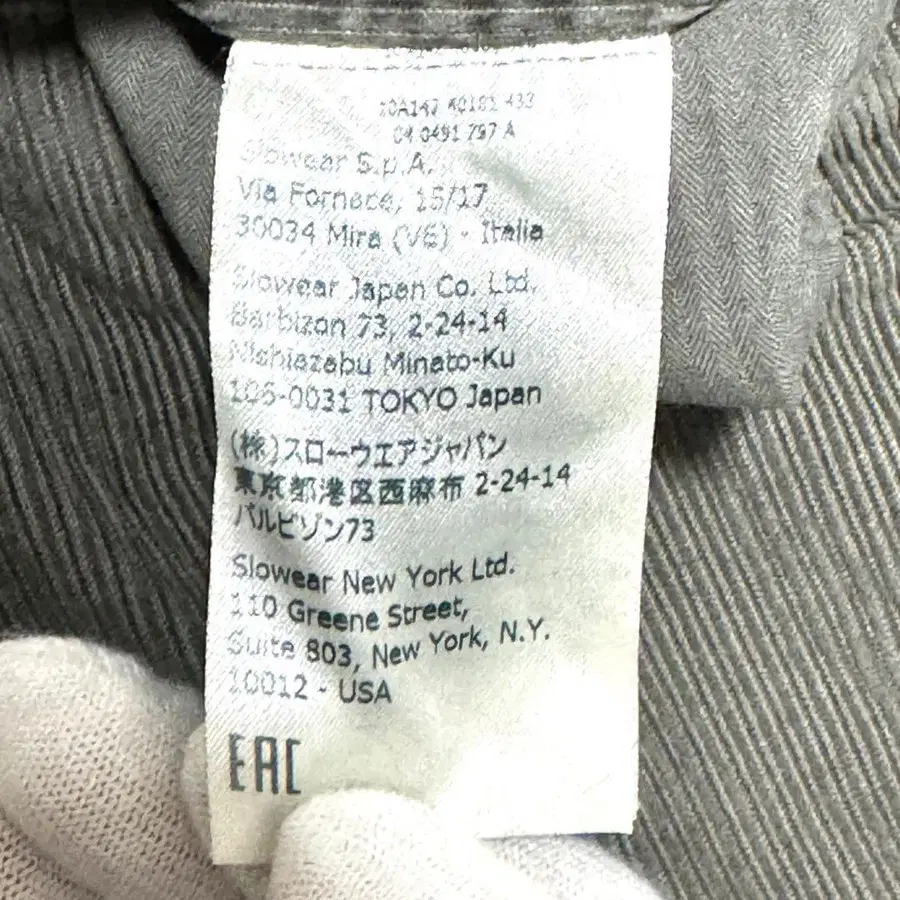 10A147 40181 433
04 0491 797 A
Slowear S.p.A.
Via Fornace, 15/17
30034 Mira (VE) - Italia
Slowear Japan Co. Ltd.
Barbizon 73, 2-24-14
Nishiazabu Minato-Ku
106-0031 TOKYO Japan
(株)スローウエアジャパン
東京都港区西麻布 2-24-14
バルビゾン73
Slowear New York Ltd.
110 Greene Street,
Suite 803, New York, N.Y.
10012 - USA
EAC